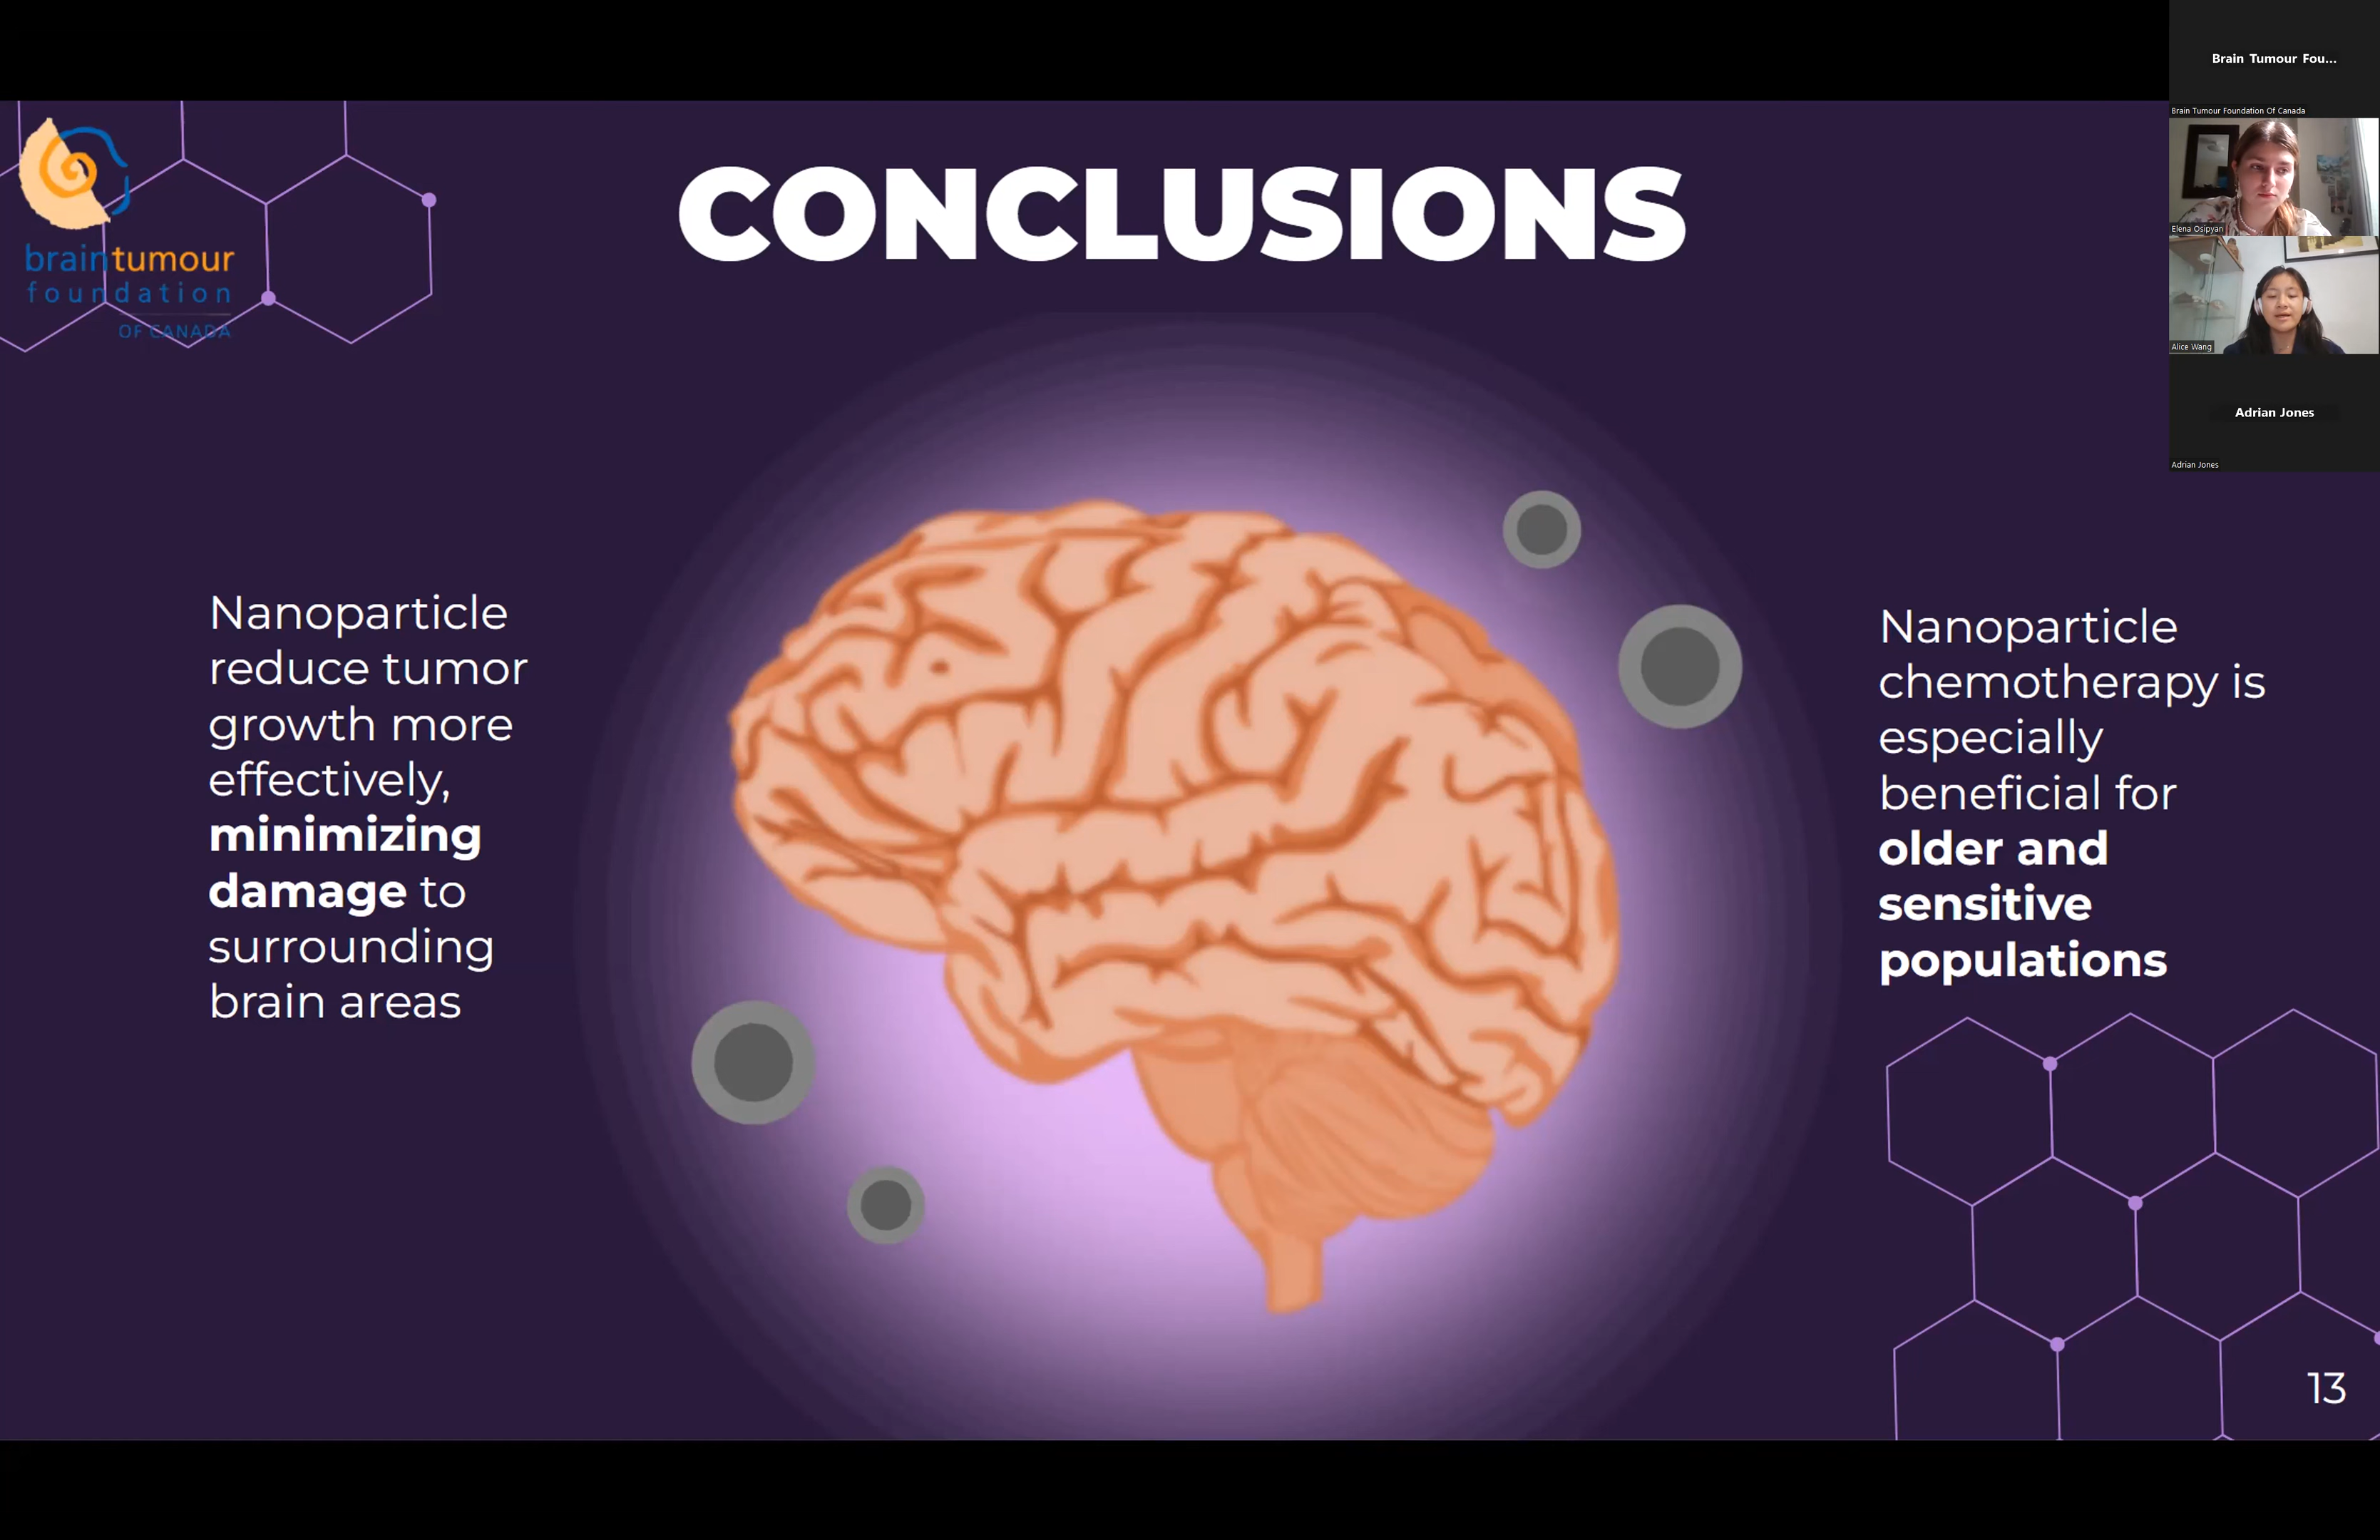 braintumour
foundation
OF CANADA
CONCLUSIONS
Nanoparticle
reduce tumor
growth more
effectively,
minimizing
damage to
surrounding
brain areas
Nanoparticle
chemotherapy is
especially
beneficial for
older and
sensitive
populations
13
Brain Tumour Fou...
Brain Tumour Foundation Of Canada
Elena Osipyan
Alice Wang
Adrian Jones
Adrian Jones